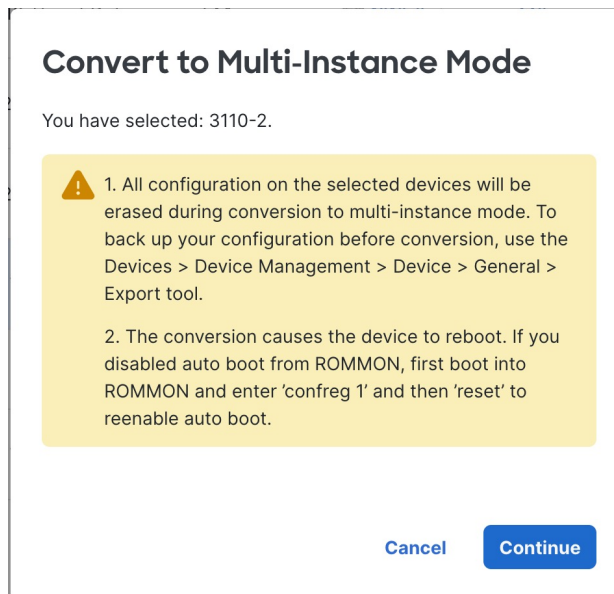 Convert to Multi-Instance Mode
You have selected: 3110-2.
1. All configuration on the selected devices will be
erased during conversion to multi-instance mode. To
back up your configuration before conversion, use the
Devices > Device Management > Device > General >
Export tool.
2. The conversion causes the device to reboot. If you
disabled auto boot from ROMMON, first boot into
ROMMON and enter ’confreg 1’ and then ’reset’ to
reenable auto boot.
Cancel
Continue